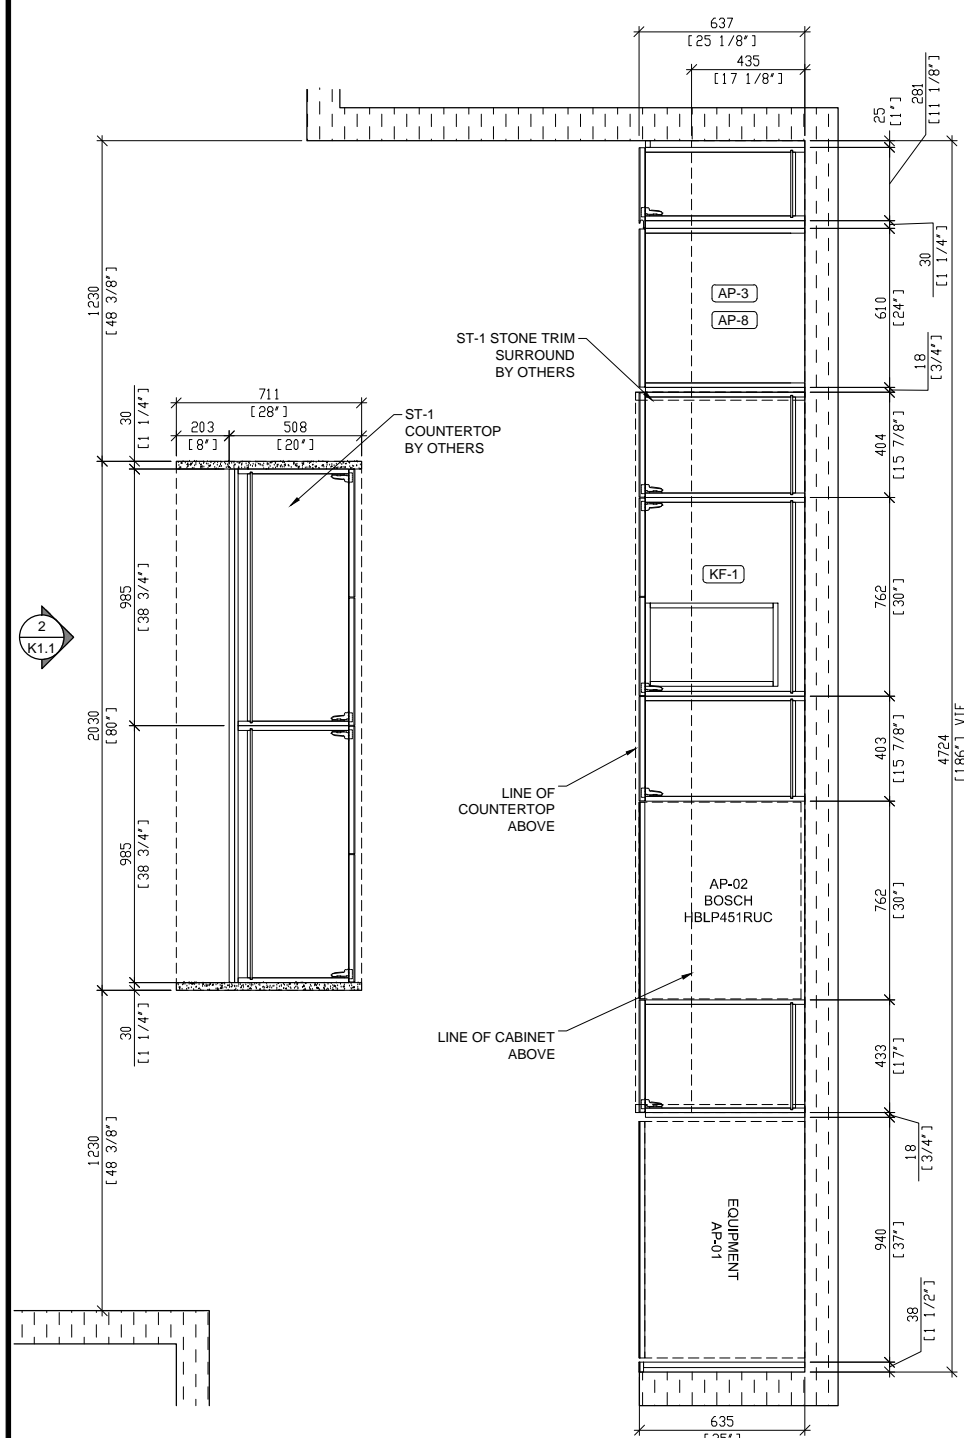 637
[25 1/8"]
435
[17 1/8"]
281
[11 1/8"]
25
[1"]
30
[1 1/4"]
610
[24"]
18
[3/4"]
404
[15 7/8"]
762
[30"]
403
[15 7/8"]
762
[30"]
433
[17"]
18
[3/4"]
940
[37"]
38
[1 1/2"]
4724
[186"] VIF
635
[25"]
AP-3
AP-8
ST-1 STONE TRIM
SURROUND
BY OTHERS
KF-1
LINE OF
COUNTERTOP
ABOVE
AP-02
BOSCH
HBLP451RUC
LINE OF CABINET
ABOVE
EQUIPMENT
AP-01
1230
[48 3/8"]
30
[1 1/4"]
711
[28"]
203
[8"]
508
[20"]
ST-1
COUNTERTOP
BY OTHERS
985
[38 3/4"]
2
K1.1
2030
[80"]
985
[38 3/4"]
30
[1 1/4"]
1230
[48 3/8"]